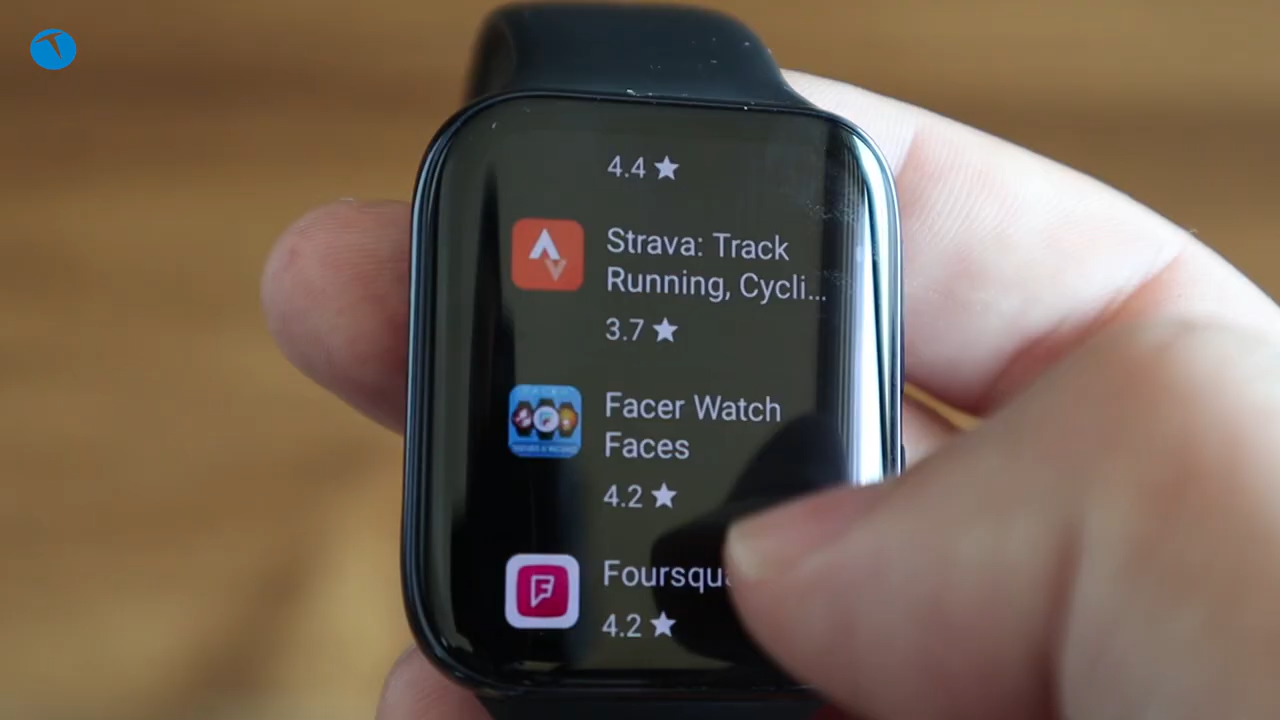 4.4 ★
Strava: Track
Running, Cycli...
3.7 ★
Facer Watch
Faces
4.2 ★
Foursqu
4.2 ★